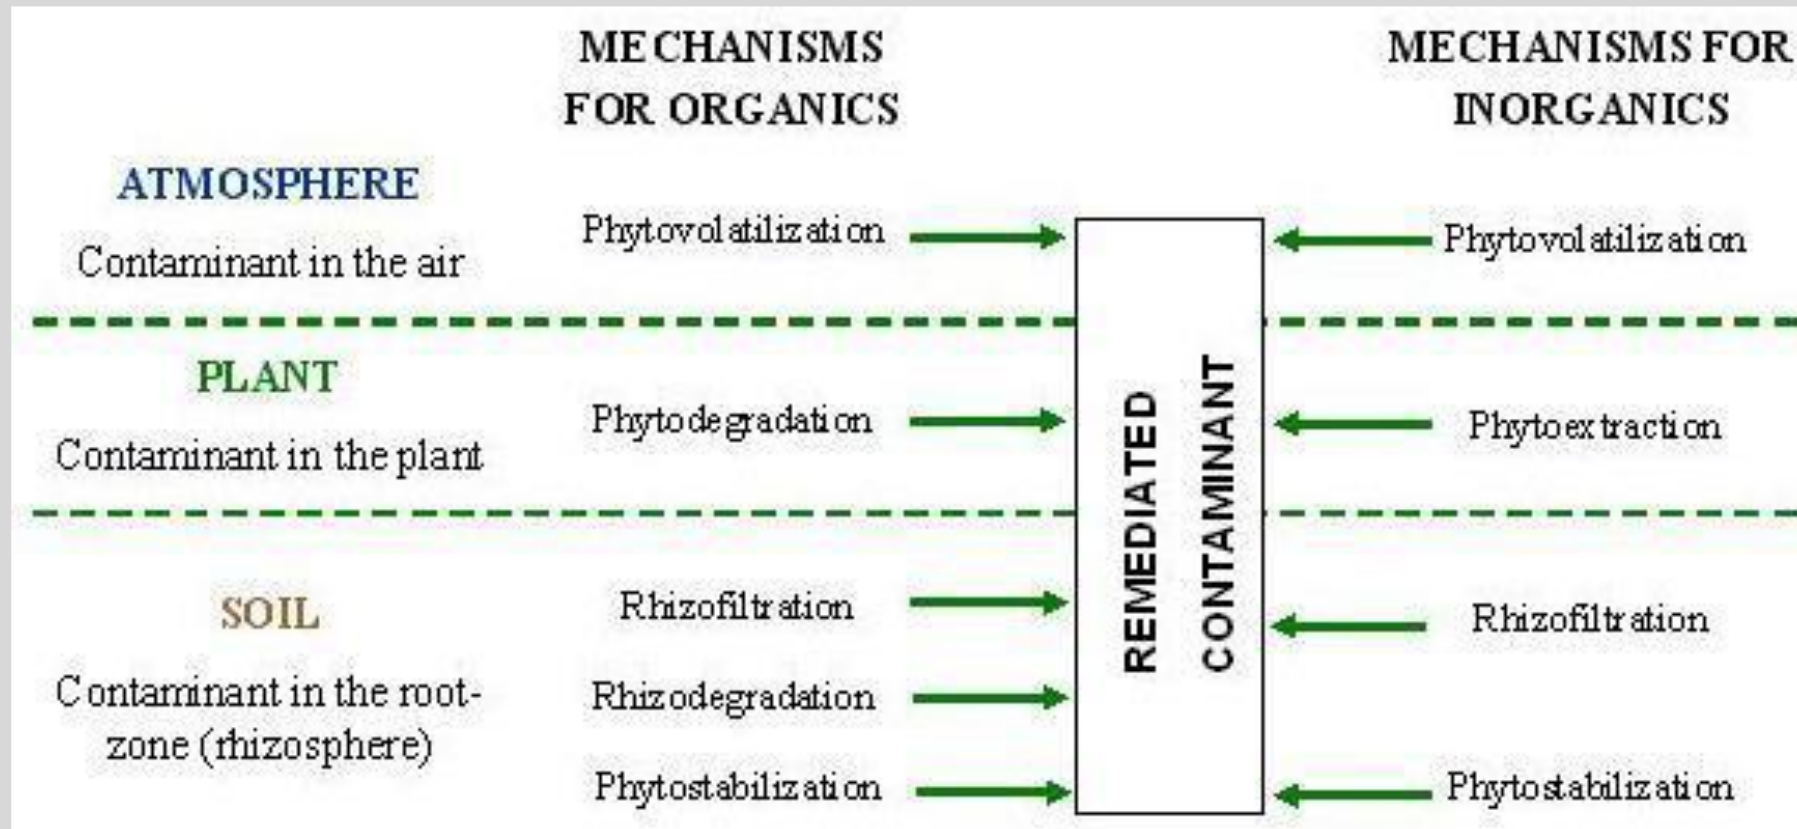 MECHANISMS
FOR ORGANICS
MECHANISMS FOR
INORGANICS
ATMOSPHERE
Contaminant in the air
Phytovolatilization
Phytovolatilization
PLANT
Contaminant in the plant
Phytodegradation
Phytoextraction
REMEDIATED
CONTAMINANT
SOIL
Contaminant in the root-
zone (rhizosphere)
Rhizofiltration
Rhizofiltration
Rhizodegradation
Phytostabilization
Phytostabilization